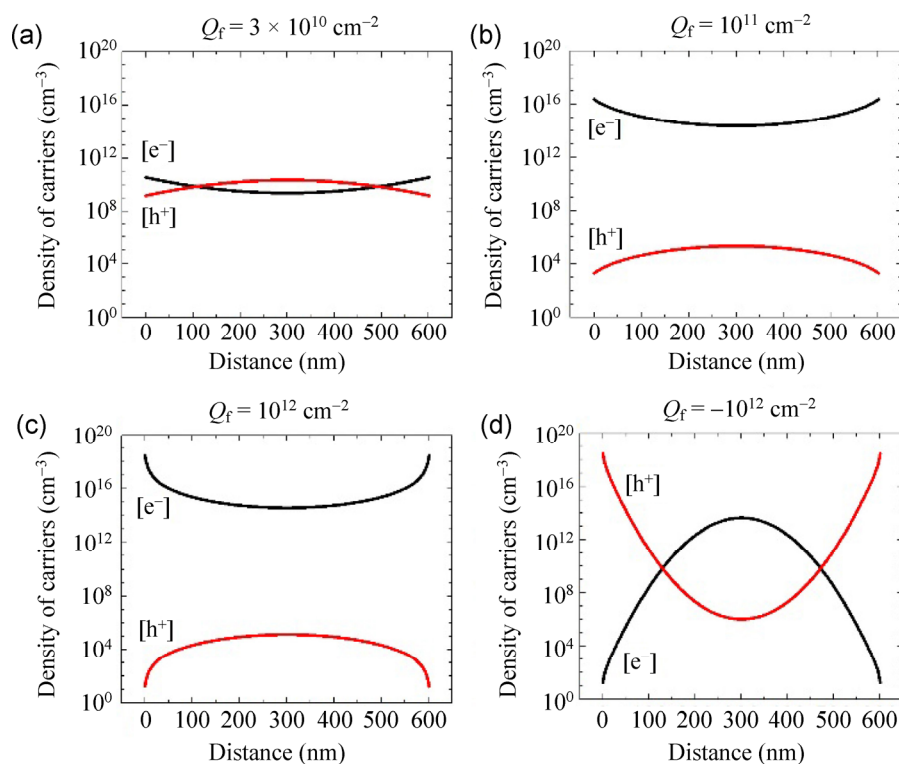 (a) Q_f = 3 × 10^10 cm^−2
Density of carriers (cm^−3)
10^20
10^16
10^12
10^8
10^4
10^0
[e^−]
[h^+]
0 100 200 300 400 500 600
Distance (nm)
(b) Q_f = 10^11 cm^−2
Density of carriers (cm^−3)
10^20
10^16
10^12
10^8
10^4
10^0
[e^−]
[h^+]
0 100 200 300 400 500 600
Distance (nm)
(c) Q_f = 10^12 cm^−2
Density of carriers (cm^−3)
10^20
10^16
10^12
10^8
10^4
10^0
[e^−]
[h^+]
0 100 200 300 400 500 600
Distance (nm)
(d) Q_f = −10^12 cm^−2
Density of carriers (cm^−3)
10^20
10^16
10^12
10^8
10^4
10^0
[h^+]
[e^−]
0 100 200 300 400 500 600
Distance (nm)